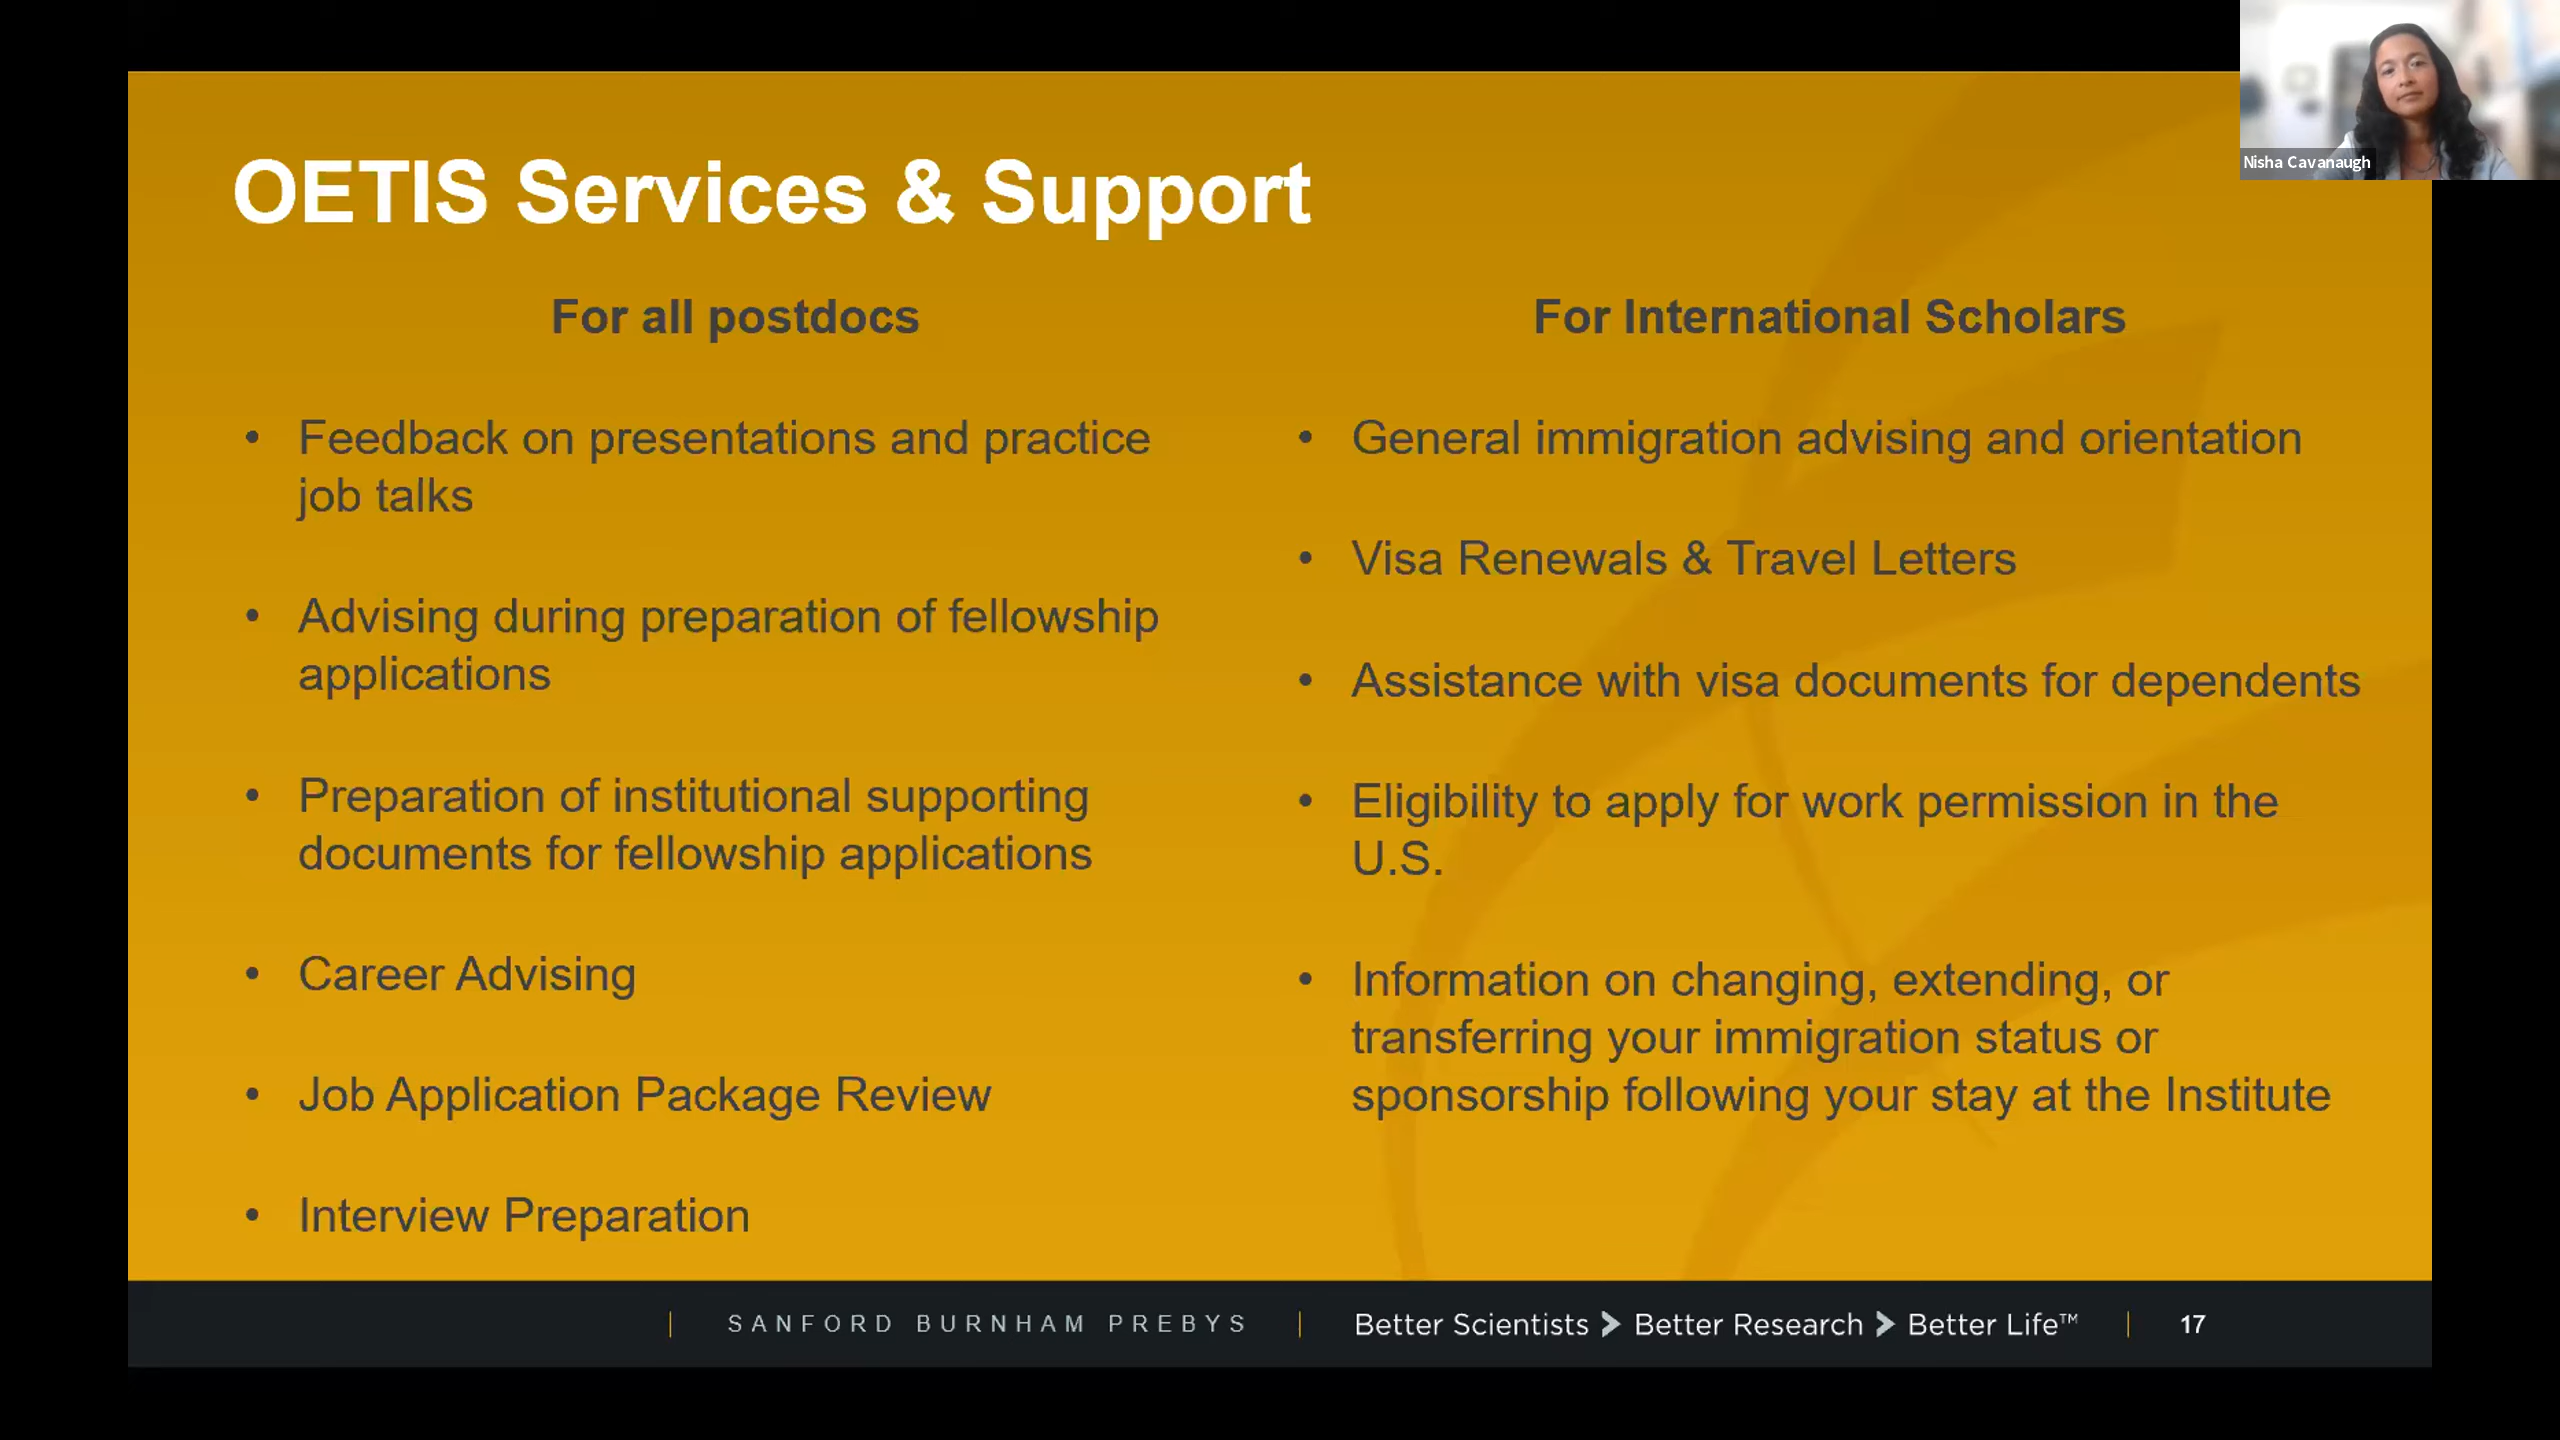 Nisha Cavanaugh
OETIS Services & Support
For all postdocs
• Feedback on presentations and practice
job talks
• Advising during preparation of fellowship
applications
• Preparation of institutional supporting
documents for fellowship applications
• Career Advising
• Job Application Package Review
• Interview Preparation
For International Scholars
• General immigration advising and orientation
• Visa Renewals & Travel Letters
• Assistance with visa documents for dependents
• Eligibility to apply for work permission in the
U.S.
• Information on changing, extending, or
transferring your immigration status or
sponsorship following your stay at the Institute
SANFORD BURNHAM PREBYS
Better Scientists > Better Research > Better Life™
17